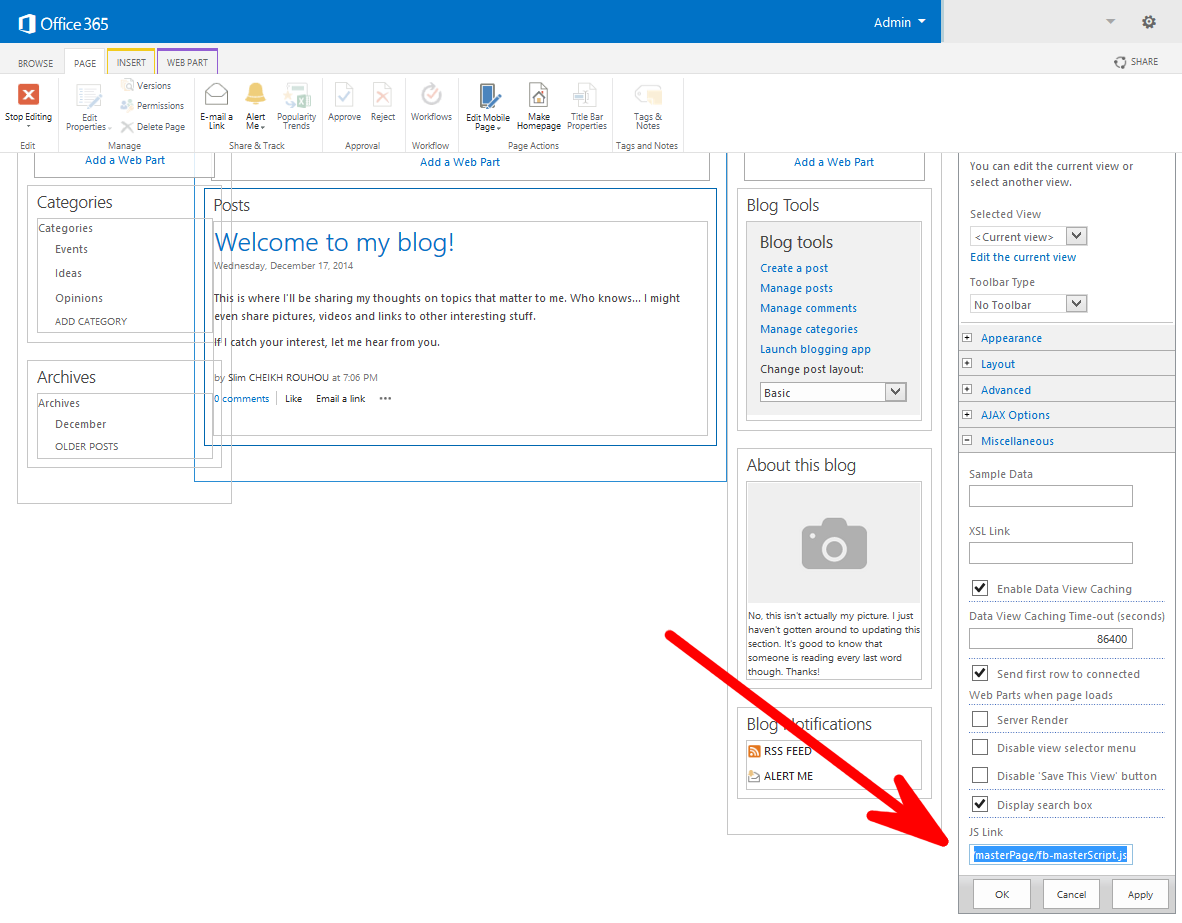 Office 365
Admin
BROWSE PAGE INSERT WEB PART
SHARE
Stop Editing
Edit Properties
Versions
Permissions
Delete Page
E-mail a Link
Alert Me
Popularity Trends
Approve
Reject
Workflows
Edit Mobile Page
Make Homepage
Title Bar Properties
Tags & Notes
Edit
Manage
Share & Track
Approval
Workflow
Page Actions
Tags and Notes
Add a Web Part
Categories
Categories
Events
Ideas
Opinions
ADD CATEGORY
Archives
Archives
December
OLDER POSTS
Add a Web Part
Posts
Welcome to my blog!
Wednesday, December 17, 2014
This is where I'll be sharing my thoughts on topics that matter to me. Who knows... I might
even share pictures, videos and links to other interesting stuff.
If I catch your interest, let me hear from you.
by Slim CHEIKH ROUHOU at 7:06 PM
0 comments Like Email a link •••
Add a Web Part
Blog Tools
Blog tools
Create a post
Manage posts
Manage comments
Manage categories
Launch blogging app
Change post layout:
Basic
About this blog
No, this isn't actually my picture. I just
haven't gotten around to updating this
section. It's good to know that
someone is reading every last word
though. Thanks!
Blog Notifications
RSS FEED
ALERT ME
You can edit the current view or
select another view.
Selected View
<Current view>
Edit the current view
Toolbar Type
No Toolbar
Appearance
Layout
Advanced
AJAX Options
Miscellaneous
Sample Data
XSL Link
Enable Data View Caching
Data View Caching Time-out (seconds)
86400
Send first row to connected
Web Parts when page loads
Server Render
Disable view selector menu
Disable 'Save This View' button
Display search box
JS Link
/masterPage/fb-masterScript.js
OK Cancel Apply